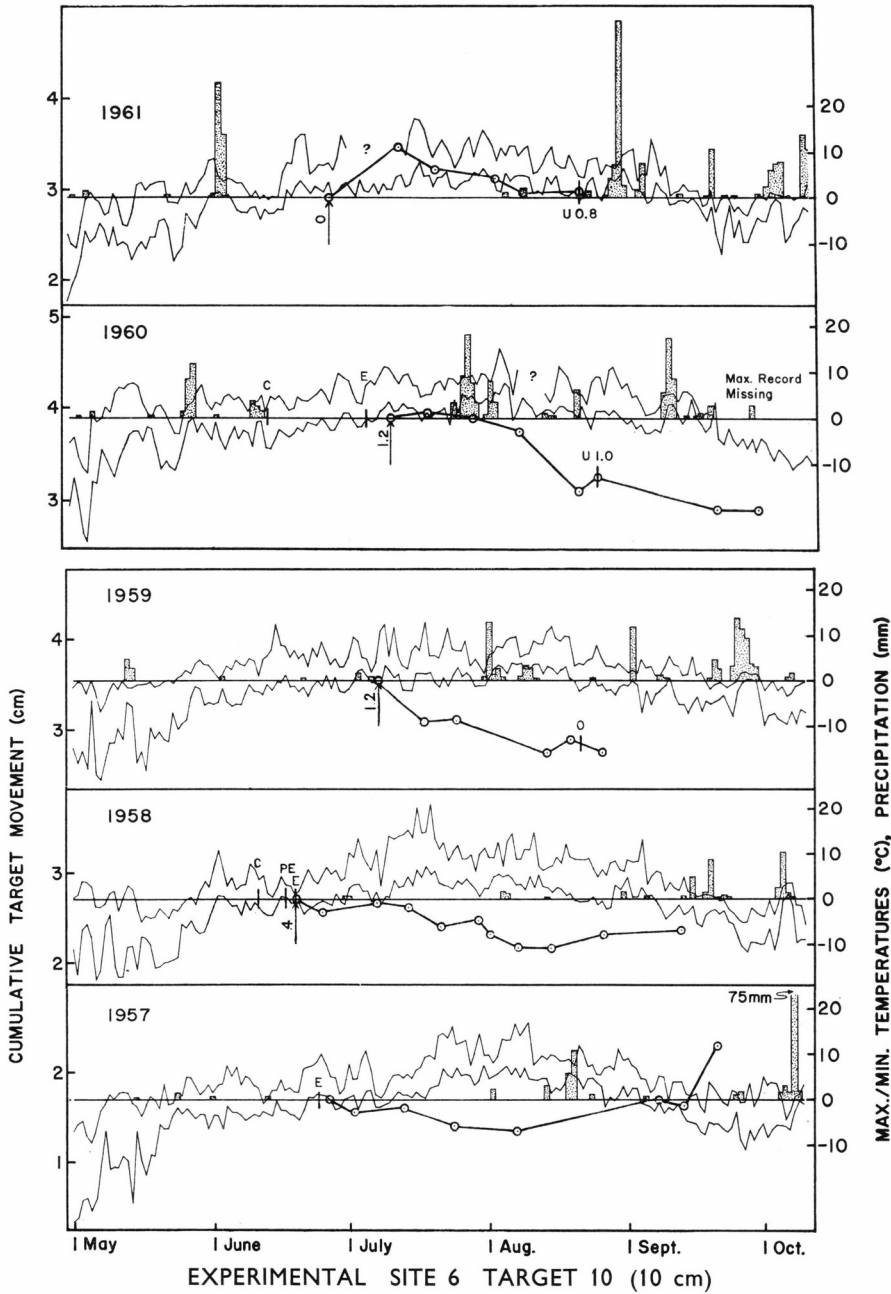 1961
4
3
2
20
10
0
-10
?
0
U 0.8
1960
5
4
3
20
10
0
-10
C
E
?
Max. Record
Missing
1.2
U 1.0
1959
4
3
20
10
0
-10
1.2
0
1958
3
2
20
10
0
-10
C
PE
E
.4
1957
2
1
20
10
0
-10
75mm
E
1 May
1 June
1 July
1 Aug.
1 Sept.
1 Oct.
CUMULATIVE TARGET MOVEMENT (cm)
MAX./MIN. TEMPERATURES (°C), PRECIPITATION (mm)
EXPERIMENTAL SITE 6 TARGET 10 (10 cm)